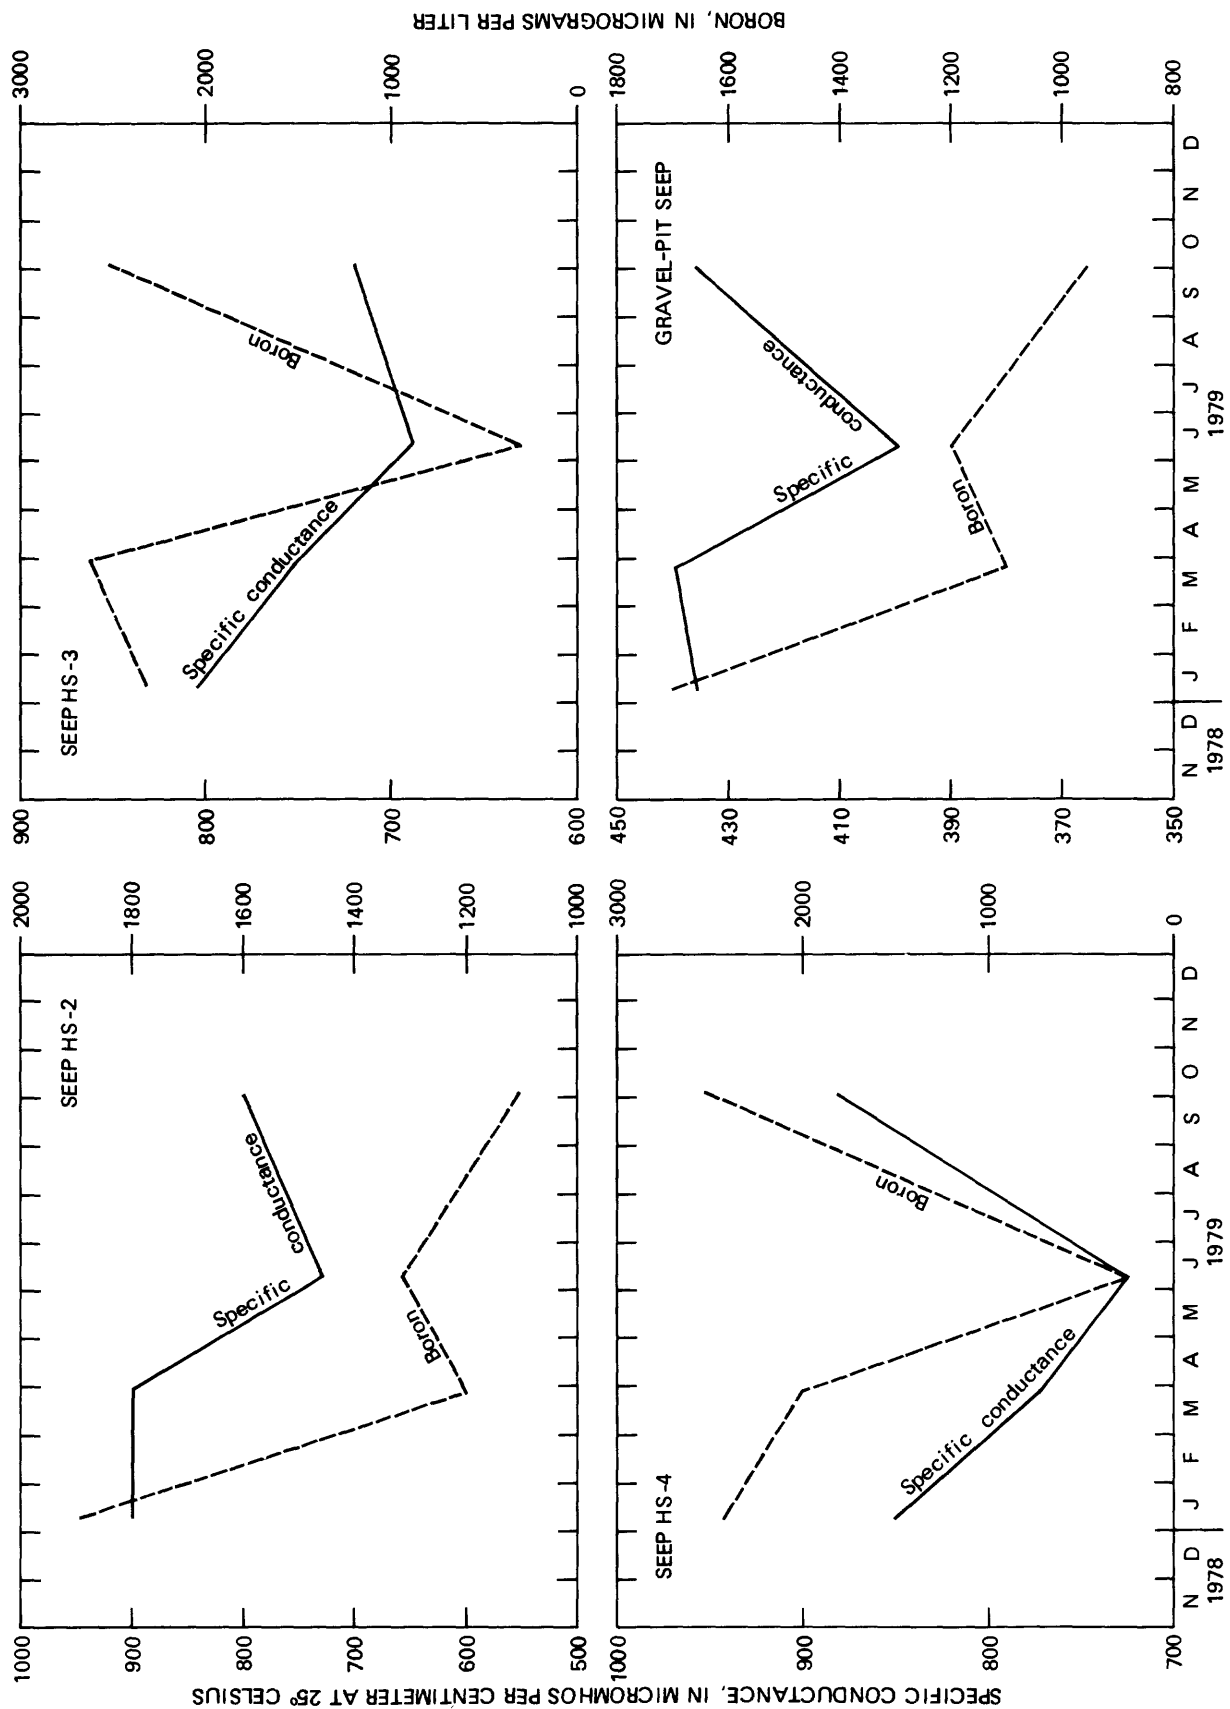 SPECIFIC CONDUCTANCE, IN MICROMHOS PER CENTIMETER AT 25° CELSIUS
BORON, IN MICROGRAMS PER LITER
SEEP HS-2
1000
900
800
700
600
500
2000
1800
1600
1400
1200
1000
Specific conductance
Boron
SEEP HS-3
900
800
700
600
3000
2000
1000
0
Specific conductance
Boron
SEEP HS-4
1000
900
800
700
3000
2000
1000
0
Specific conductance
Boron
N D J F M A M J J A S O N D
1978 1979
GRAVEL-PIT SEEP
450
430
410
390
370
350
1800
1600
1400
1200
1000
800
Specific conductance
Boron
N D J F M A M J J A S O N D
1978 1979